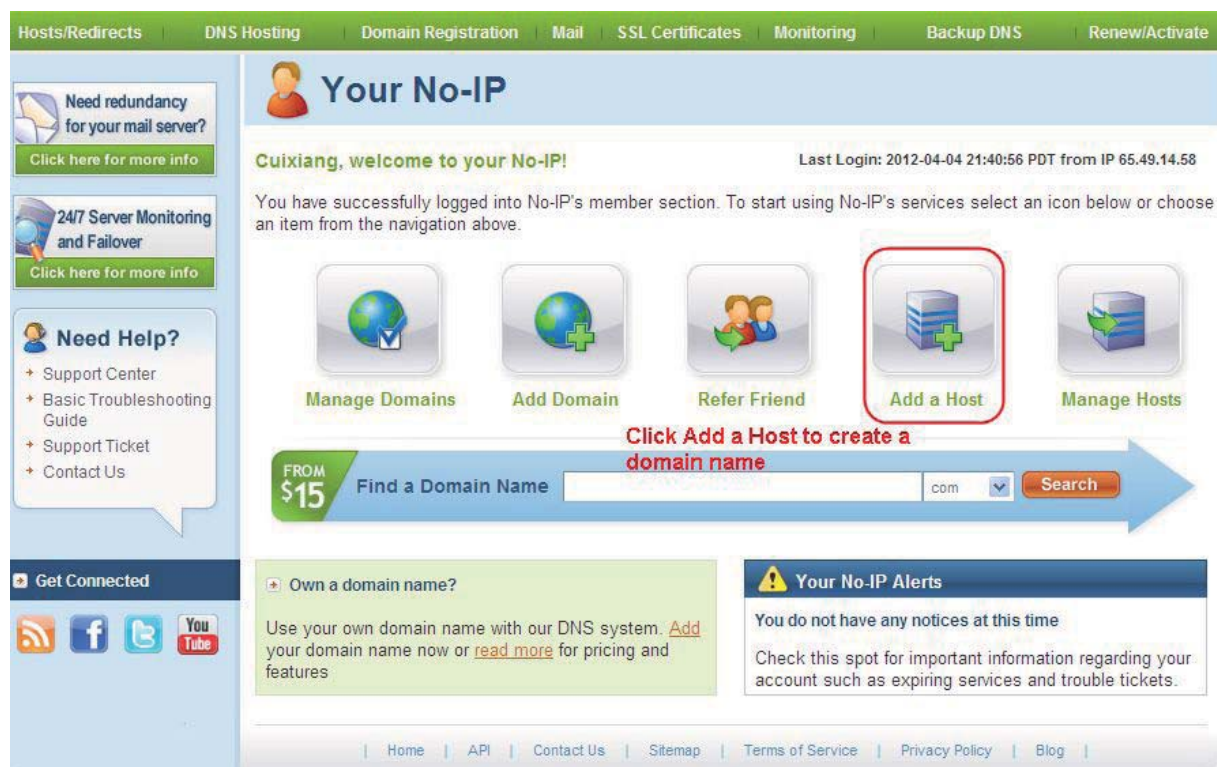 Hosts/Redirects DNS Hosting Domain Registration Mail SSL Certificates Monitoring Backup DNS Renew/Activate
Need redundancy
for your mail server?
Click here for more info
24/7 Server Monitoring
and Failover
Click here for more info
Need Help?
Support Center
Basic Troubleshooting
Guide
Support Ticket
Contact Us
Get Connected
You
Tube
Your No-IP
Cuixiang, welcome to your No-IP!
Last Login: 2012-04-04 21:40:56 PDT from IP 65.49.14.58
You have successfully logged into No-IP's member section. To start using No-IP's services select an icon below or choose
an item from the navigation above.
Manage Domains
Add Domain
Refer Friend
Add a Host
Manage Hosts
Click Add a Host to create a
domain name
FROM
$15
Find a Domain Name
com
Search
Own a domain name?
Use your own domain name with our DNS system. Add
your domain name now or read more for pricing and
features
Your No-IP Alerts
You do not have any notices at this time
Check this spot for important information regarding your
account such as expiring services and trouble tickets.
| Home | API | Contact Us | Sitemap | Terms of Service | Privacy Policy | Blog |